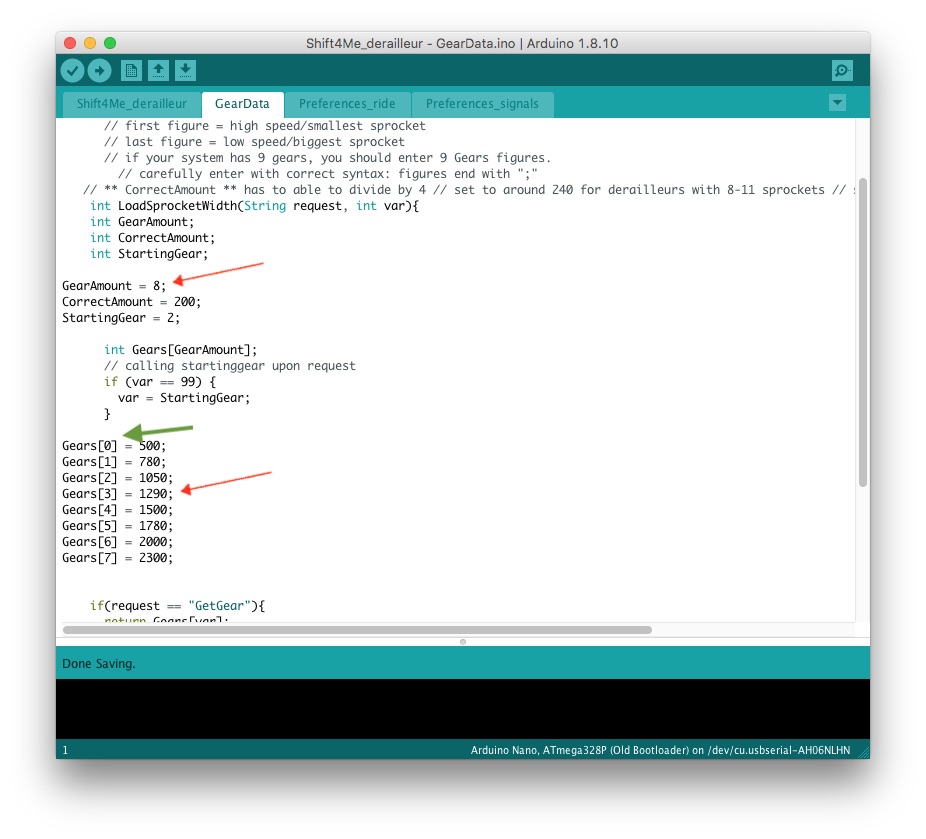 Shift4Me_derailleur - GearData.ino | Arduino 1.8.10
Shift4Me_derailleur GearData Preferences_ride Preferences_signals
// first figure = high speed/smallest sprocket
// last figure = low speed/biggest sprocket
// if your system has 9 gears, you should enter 9 Gears figures.
// carefully enter with correct syntax: figures end with ";"
// ** CorrectAmount ** has to able to divide by 4 // set to around 240 for derailleurs with 8-11 sprockets //
int LoadSprocketWidth(String request, int var){
int GearAmount;
int CorrectAmount;
int StartingGear;
GearAmount = 8;
CorrectAmount = 200;
StartingGear = 2;
int Gears[GearAmount];
// calling startinggear upon request
if (var == 99) {
var = StartingGear;
}
Gears[0] = 500;
Gears[1] = 780;
Gears[2] = 1050;
Gears[3] = 1290;
Gears[4] = 1500;
Gears[5] = 1780;
Gears[6] = 2000;
Gears[7] = 2300;
if(request == "GetGear"){
return Gears[var];
Done Saving.
1 Arduino Nano, ATmega328P (Old Bootloader) on /dev/cu.usbserial-AH06NLHN